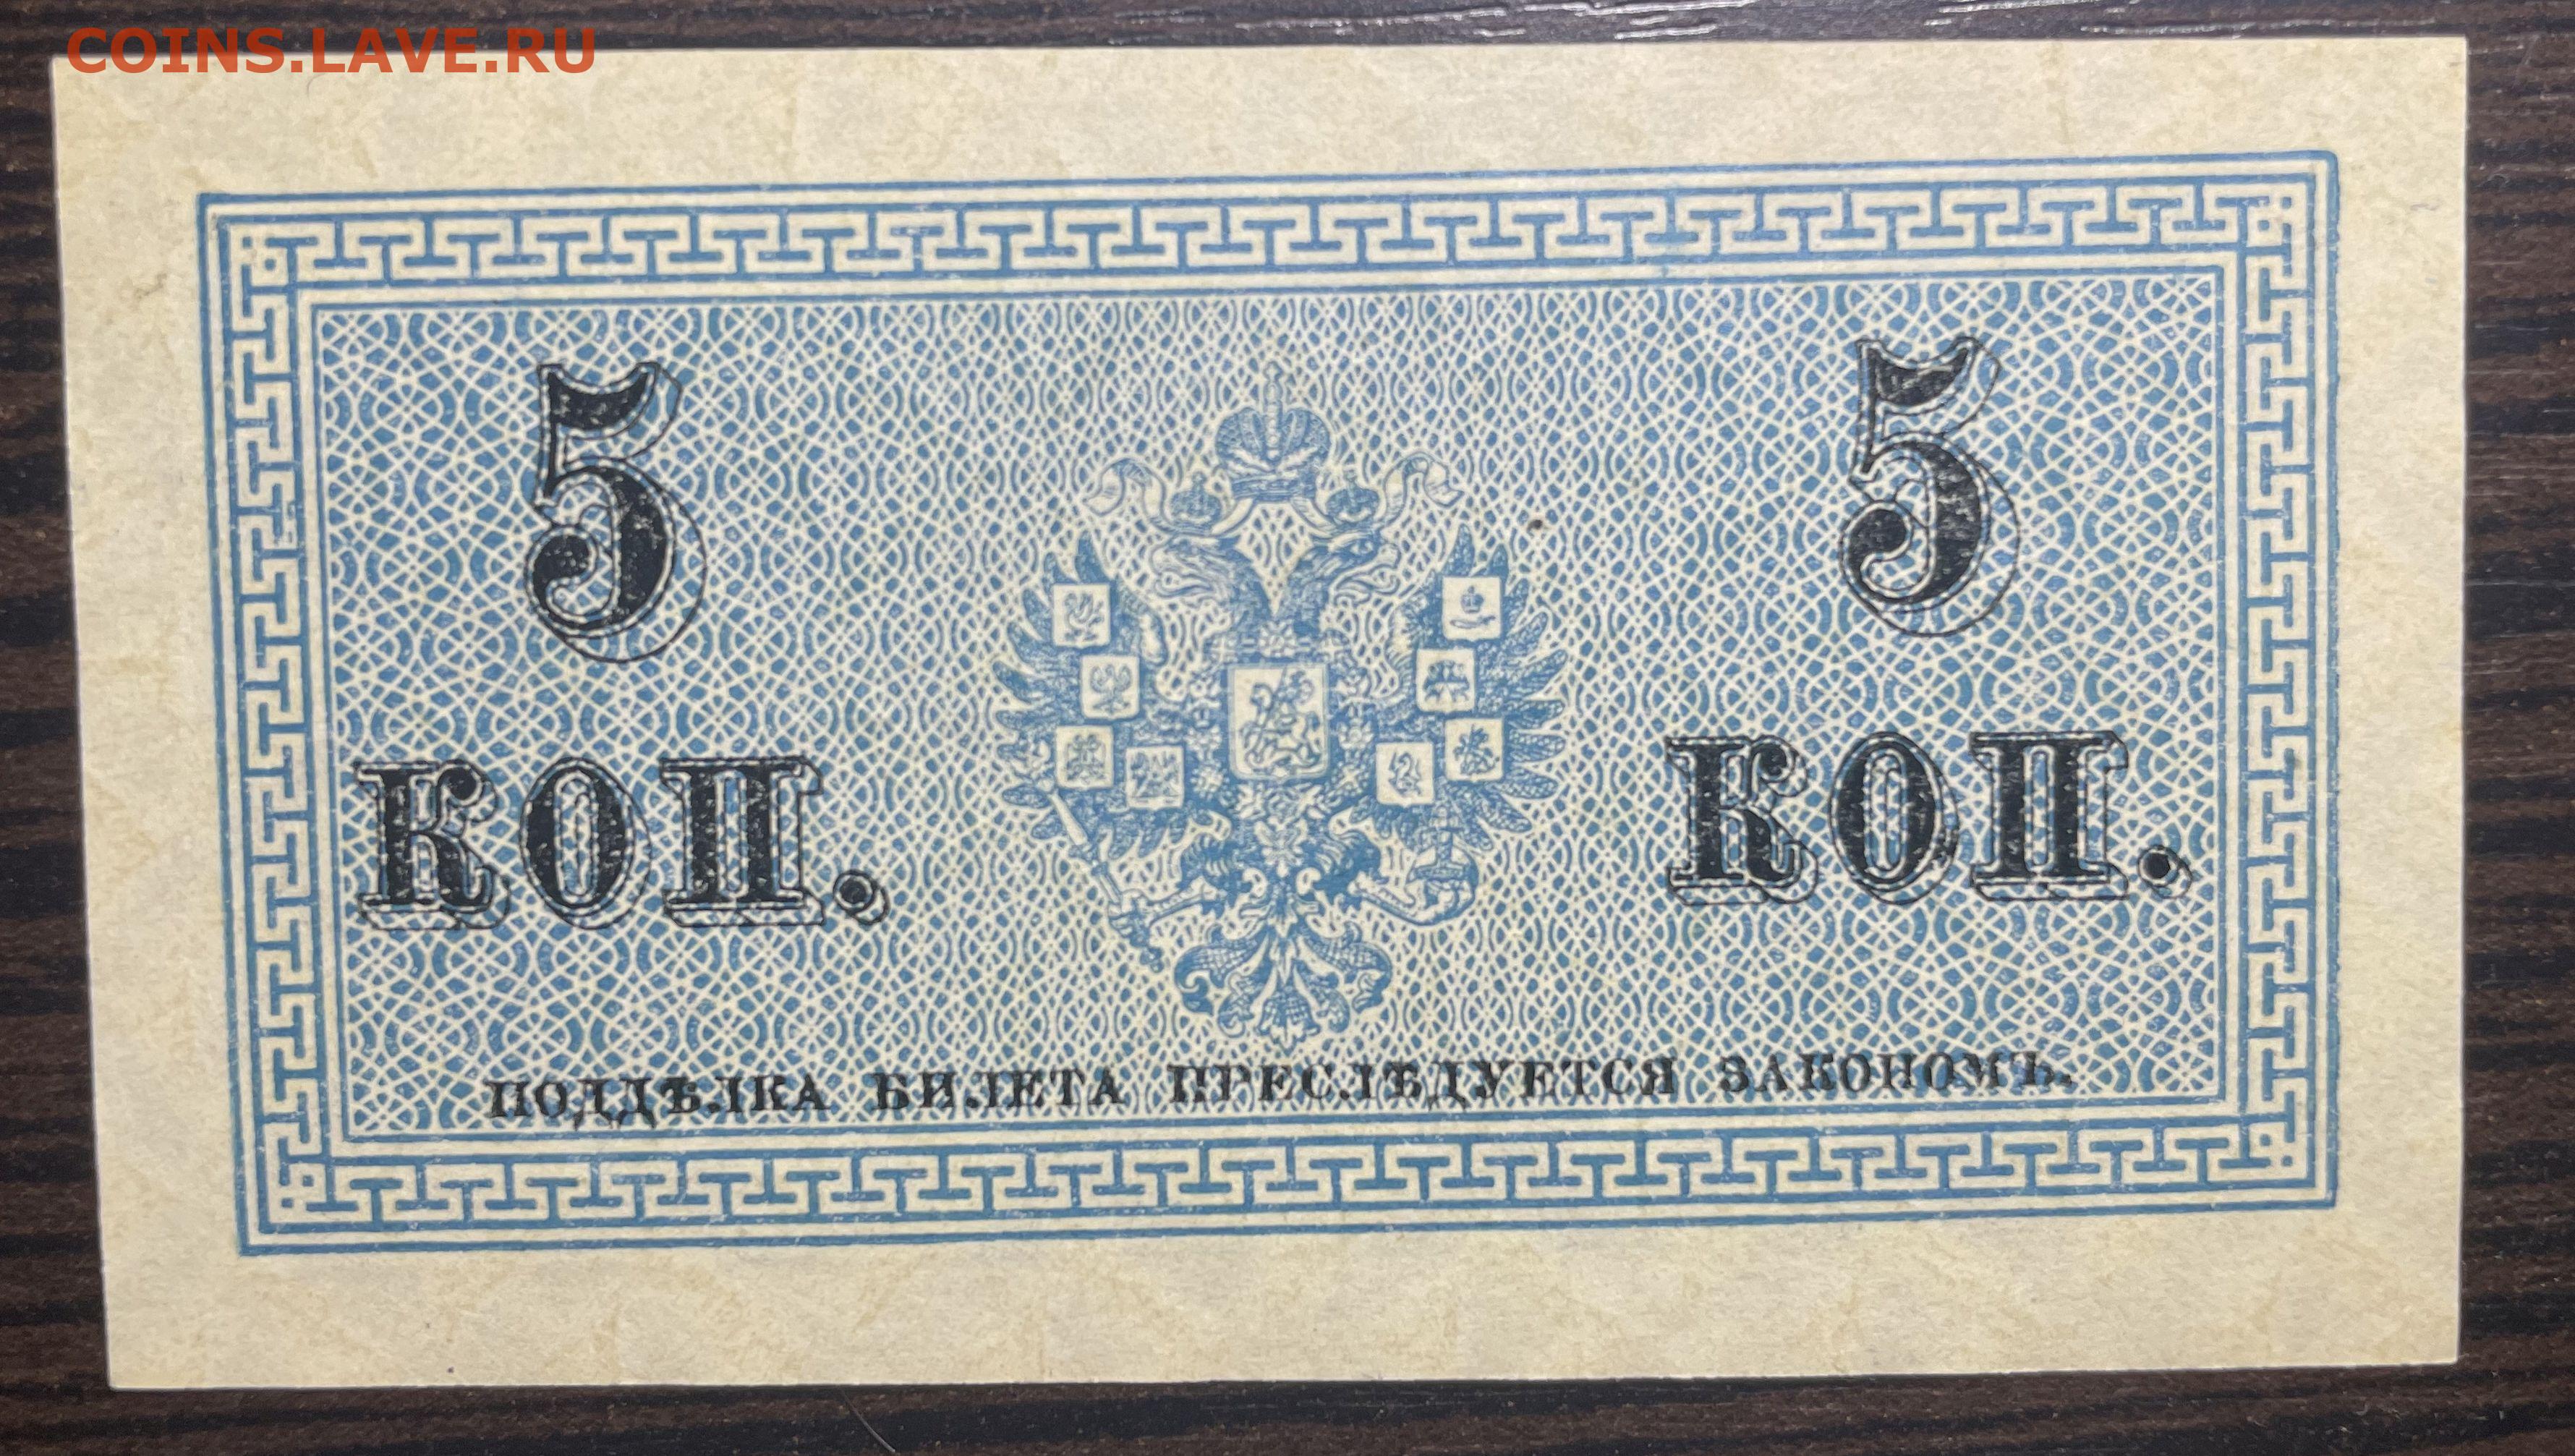 COINS.LAVE.RU
5 5
КОП. КОП.
ПОДДѢЛКА БИЛЕТА ПРЕСЛѢДУЕТСЯ ЗАКОНОМЪ.